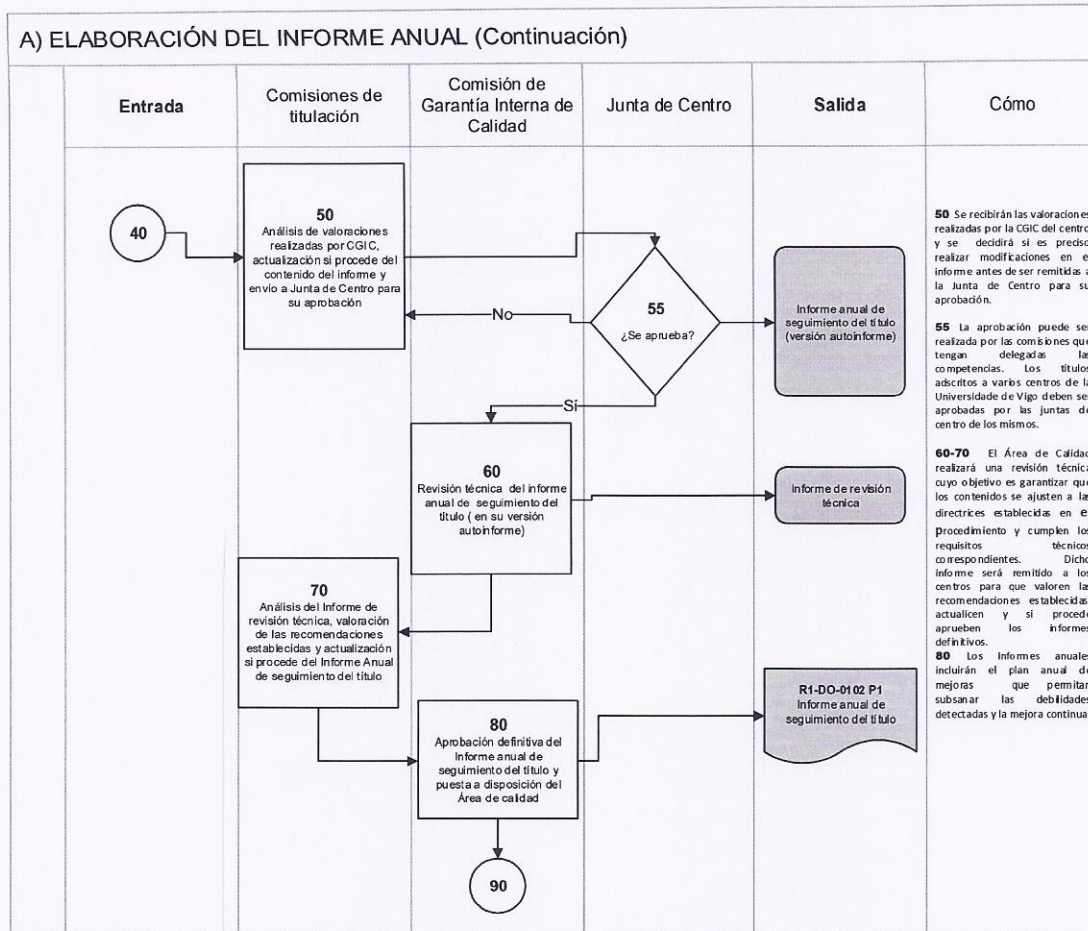 A) ELABORACIÓN DEL INFORME ANUAL (Continuación)
Entrada
Comisiones de
titulación
Comisión de
Garantía Interna de
Calidad
Junta de Centro
Salida
Cómo
40
50
Análisis de valoraciones
realizadas por CGIC,
actualización si procede del
contenido del informe y
envío a Junta de Centro para
su aprobación
55
¿Se aprueba?
No
Sí
Informe anual de
seguimiento del título
(versión autoinforme)
60
Revisión técnica del informe
anual de seguimiento del
título ( en su versión
autoinforme)
Informe de revisión
técnica
70
Análisis del Informe de
revisión técnica, valoración
de las recomendaciones
establecidas y actualización
si procede del Informe Anual
de seguimiento del título
80
Aprobación definitiva del
Informe anual de
seguimiento del título y
puesta a disposición del
Área de calidad
R1-DO-0102 P1
Informe anual de
seguimiento del título
90
50 Se recibirán las valoraciones
realizadas por la CGIC del centro
y se decidirá si es preciso
realizar modificaciones en e
informe antes de ser remitidas a
la Junta de Centro para su
aprobación.
55 La aprobación puede ser
realizada por las comisiones que
tengan delegadas las
competencias. Los títulos
adscritos a varios centros de la
Universidade de Vigo deben ser
aprobadas por las juntas de
centro de los mismos.
60-70 El Área de Calidad
realizará una revisión técnica
cuyo objetivo es garantizar que
los contenidos se ajusten a las
directrices establecidas en e
procedimiento y cumplen los
requisitos técnicos
correspondientes. Dicho
informe será remitido a los
centros para que valoren las
recomendaciones establecidas
actualicen y si procede
aprueben los informes
definitivos.
80 Los Informes anuales
incluirán el plan anual de
mejoras que permitan
subsanar las debilidades
detectadas y la mejora continua